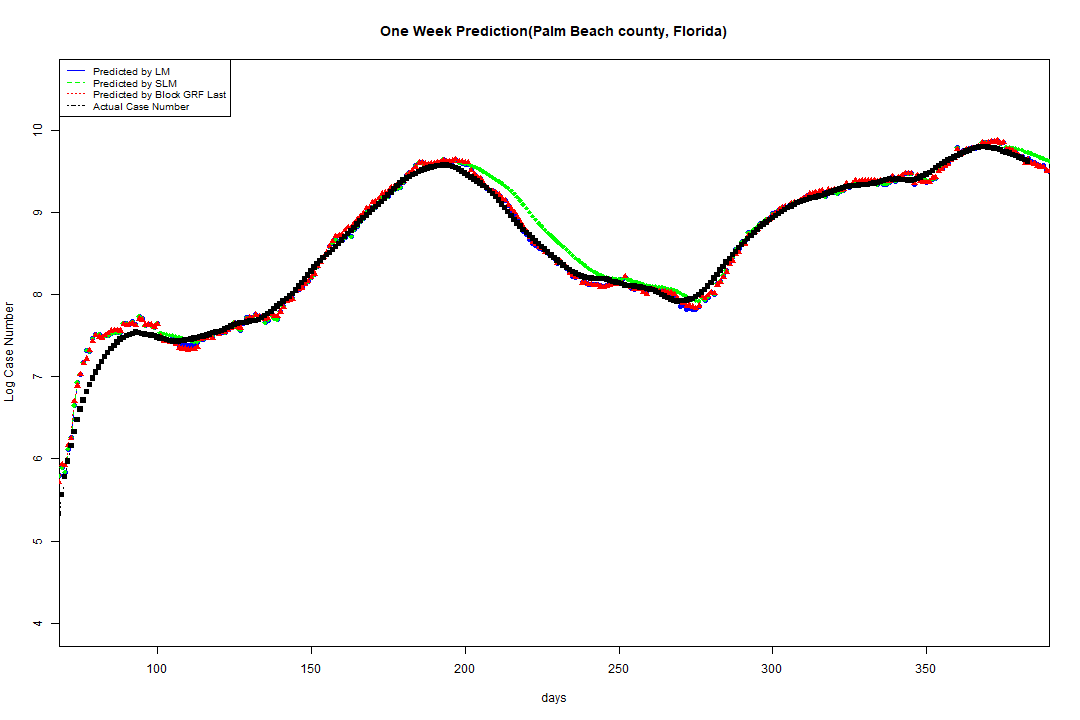 One Week Prediction(Palm Beach county, Florida)
Predicted by LM
Predicted by SLM
Predicted by Block GRF Last
Actual Case Number
10
9
8
7
6
5
4
Log Case Number
100 150 200 250 300 350
days